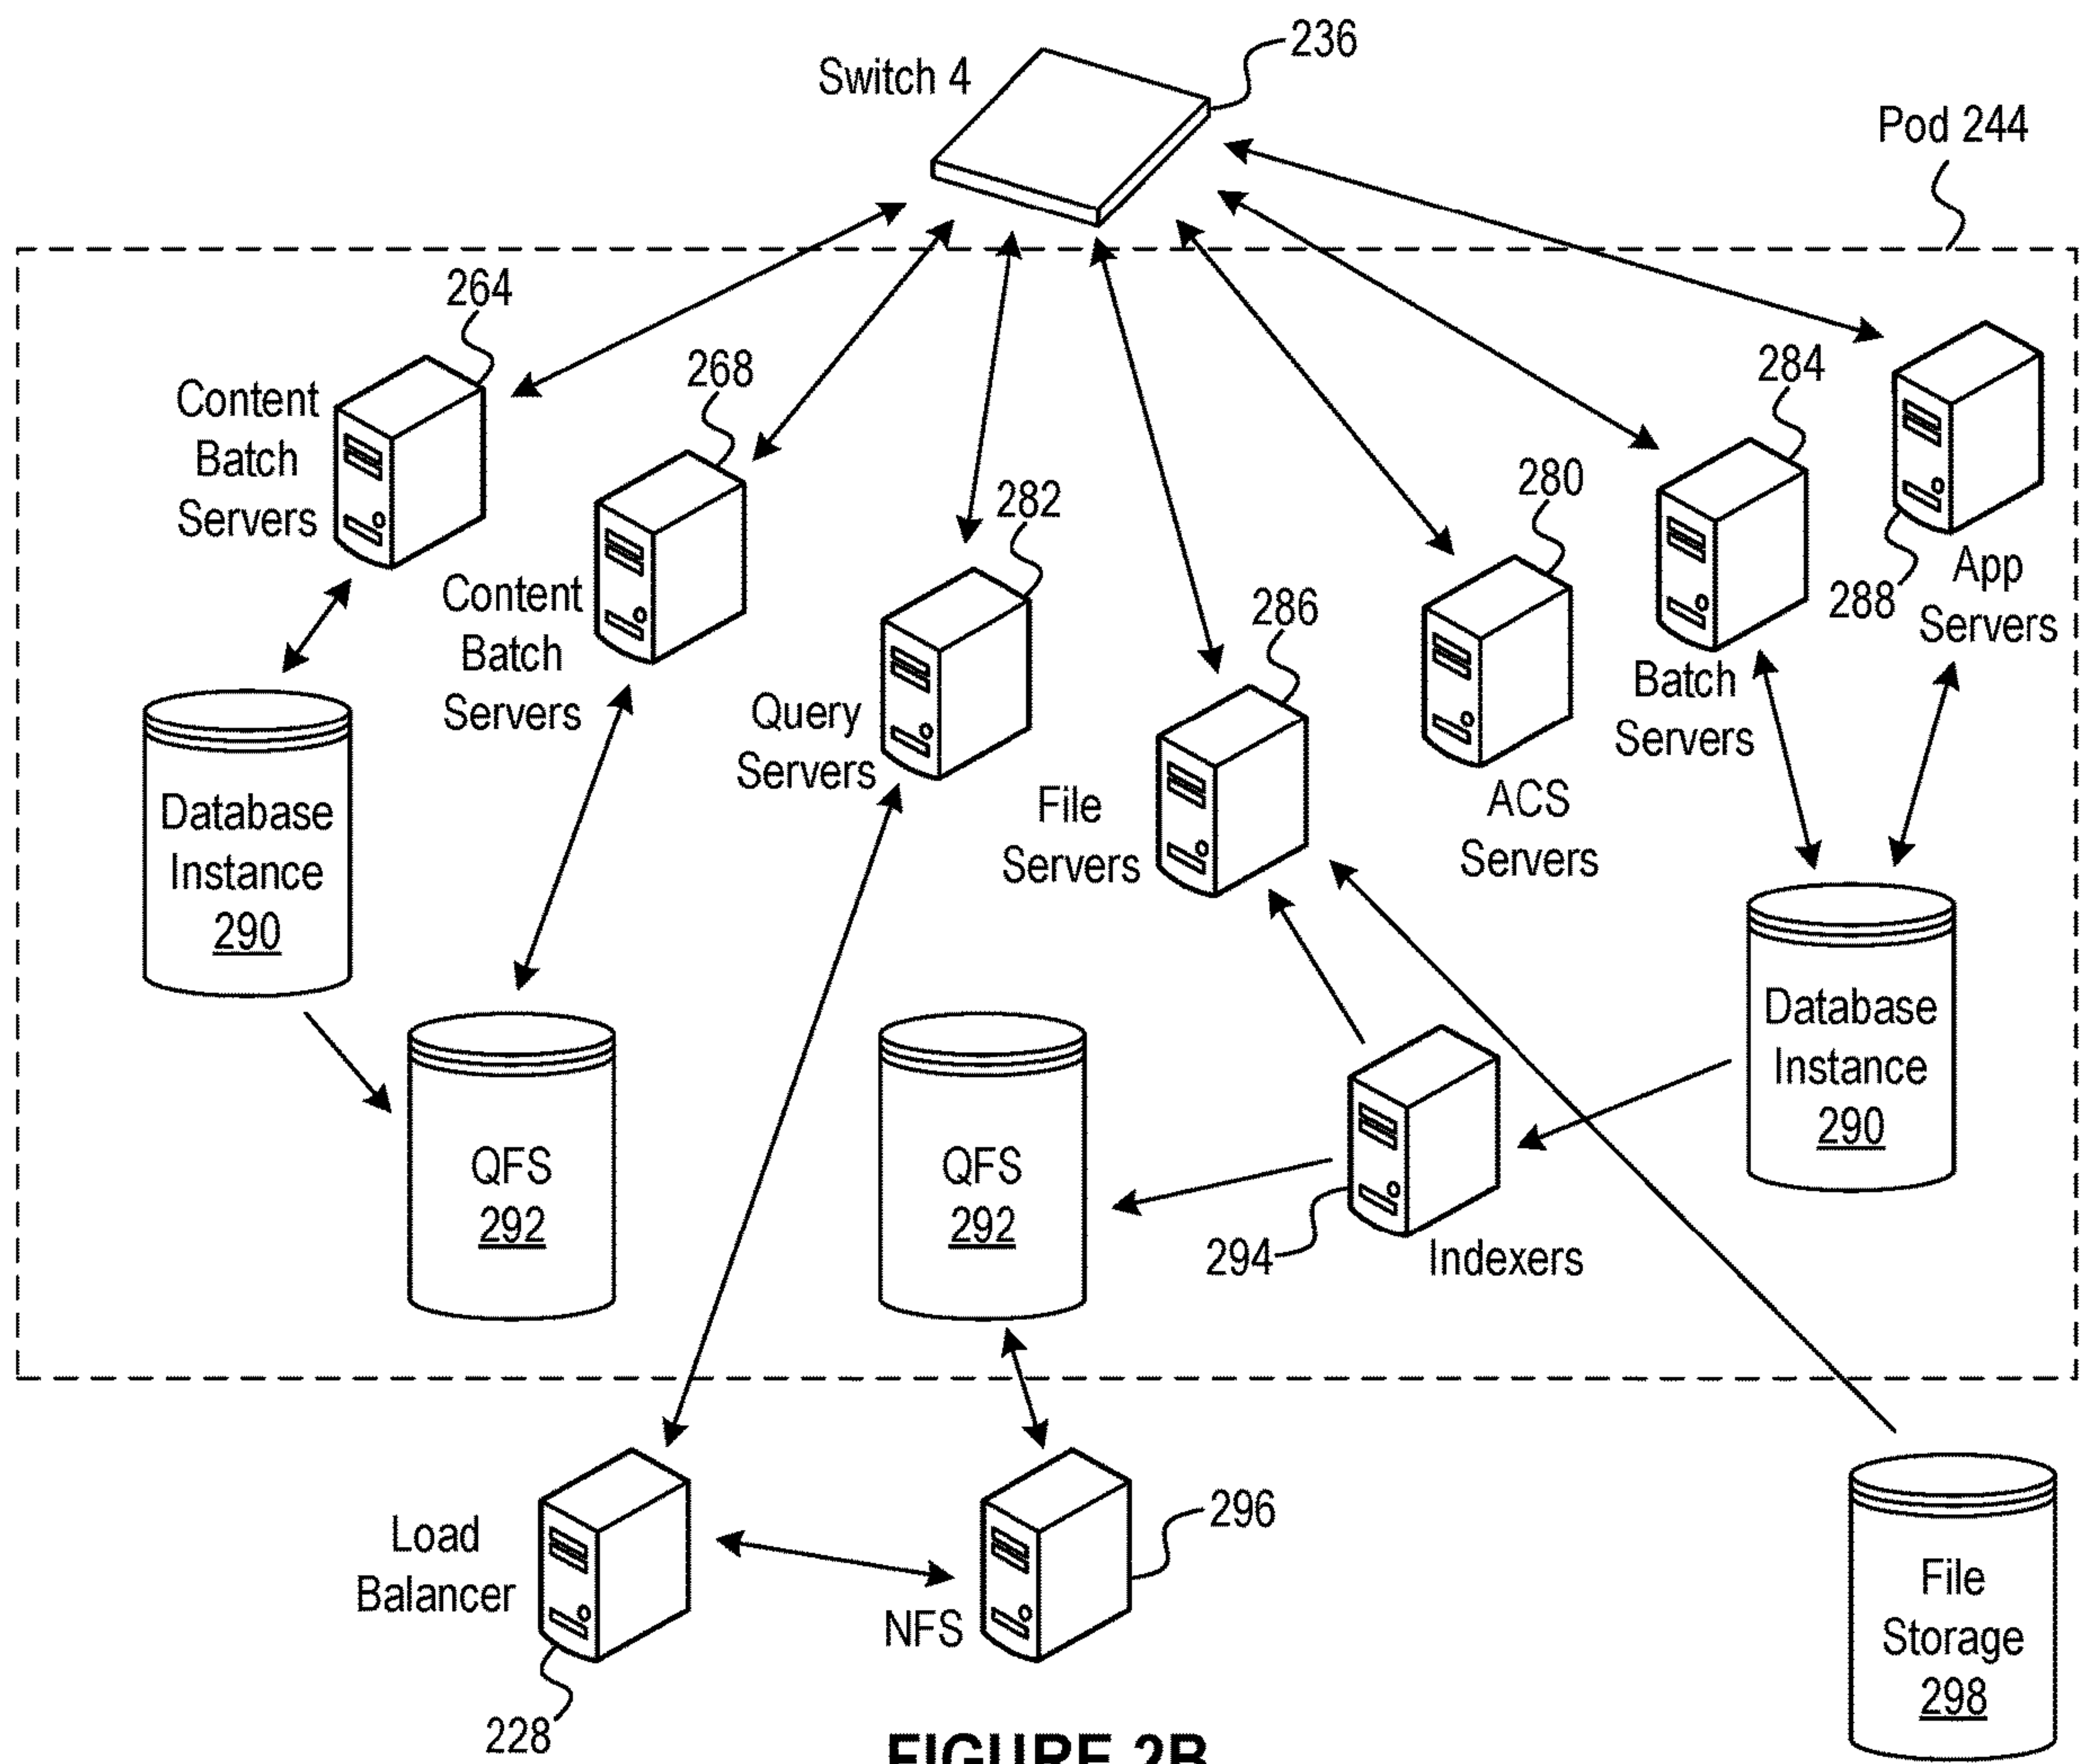 236
Switch 4
Pod 244
264
268
284
Content
Batch
Servers
280
282
App
Servers
288
Content
Batch
Servers
286
Batch
Servers
Query
Servers
File
Servers
ACS
Servers
Database
Instance
290
Database
Instance
290
QFS
292
QFS
292
294
Indexers
296
Load
Balancer
NFS
File
Storage
298
228
FIGURE 2B